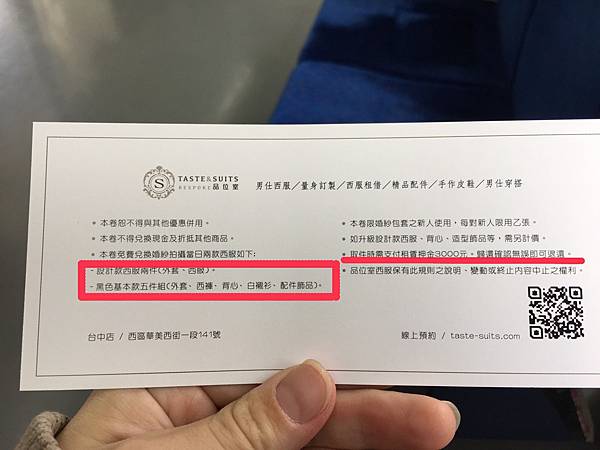 S
TASTE&SUITS
BESPOKE 品位室
男仕西服／量身訂製／西服租借／精品配件／手作皮鞋／男仕穿搭
• 本卷恕不得與其他優惠併用。
• 本卷不得兌換現金及折抵其他商品。
• 本卷免費兌換婚紗拍攝當日兩款西服如下:
- 設計款西服兩件(外套、西服)。
- 黑色基本款五件組(外套、西褲、背心、白襯衫、配件飾品)。
• 本卷限婚紗包套之新人使用，每對新人限用乙張。
• 如升級設計款西服、背心、造型飾品等，需另計價。
• 取件時需支付租賃押金3000元。歸還確認無誤即可退還。
• 品位室西服保有此規則之說明、變動或終止內容中止之權利。
台中店 / 西區華美西街一段141號
線上預約 / taste-suits.com